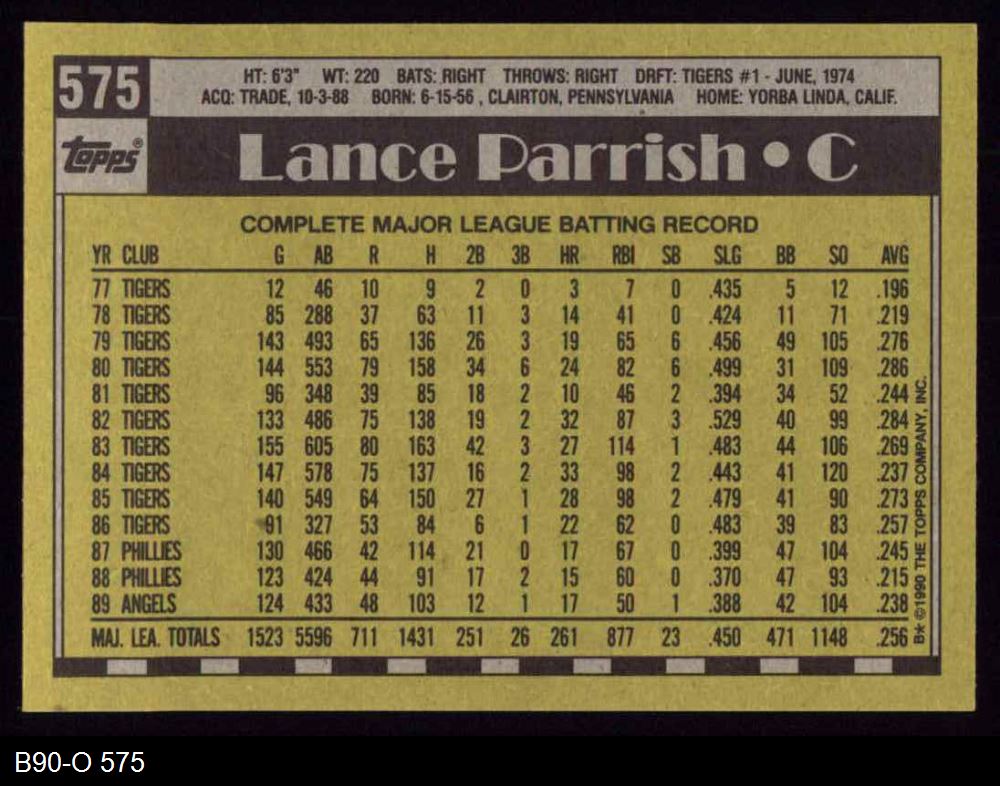 575
HT: 6'3" WT: 220 BATS: RIGHT THROWS: RIGHT DRFT: TIGERS #1 - JUNE, 1974
ACQ: TRADE, 10-3-88 BORN: 6-15-56 , CLAIRTON, PENNSYLVANIA HOME: YORBA LINDA, CALIF.
Topps®
Lance Parrish • C
COMPLETE MAJOR LEAGUE BATTING RECORD
YR CLUB G AB R H 2B 3B HR RBI SB SLG BB SO AVG
77 TIGERS 12 46 10 9 2 0 3 7 0 .435 5 12 .196
78 TIGERS 85 288 37 63 11 3 14 41 0 .424 11 71 .219
79 TIGERS 143 493 65 136 26 3 19 65 6 .456 49 105 .276
80 TIGERS 144 553 79 158 34 6 24 82 6 .499 31 109 .286
81 TIGERS 96 348 39 85 18 2 10 46 2 .394 34 52 .244
82 TIGERS 133 486 75 138 19 2 32 87 3 .529 40 99 .284
83 TIGERS 155 605 80 163 42 3 27 114 1 .483 44 106 .269
84 TIGERS 147 578 75 137 16 2 33 98 2 .443 41 120 .237
85 TIGERS 140 549 64 150 27 1 28 98 2 .479 41 90 .273
86 TIGERS 91 327 53 84 6 1 22 62 0 .483 39 83 .257
87 PHILLIES 130 466 42 114 21 0 17 67 0 .399 47 104 .245
88 PHILLIES 123 424 44 91 17 2 15 60 0 .370 47 93 .215
89 ANGELS 124 433 48 103 12 1 17 50 1 .388 42 104 .238
MAJ. LEA. TOTALS 1523 5596 711 1431 251 26 261 877 23 .450 471 1148 .256
B* ©1990 THE TOPPS COMPANY, INC.
B90-O 575